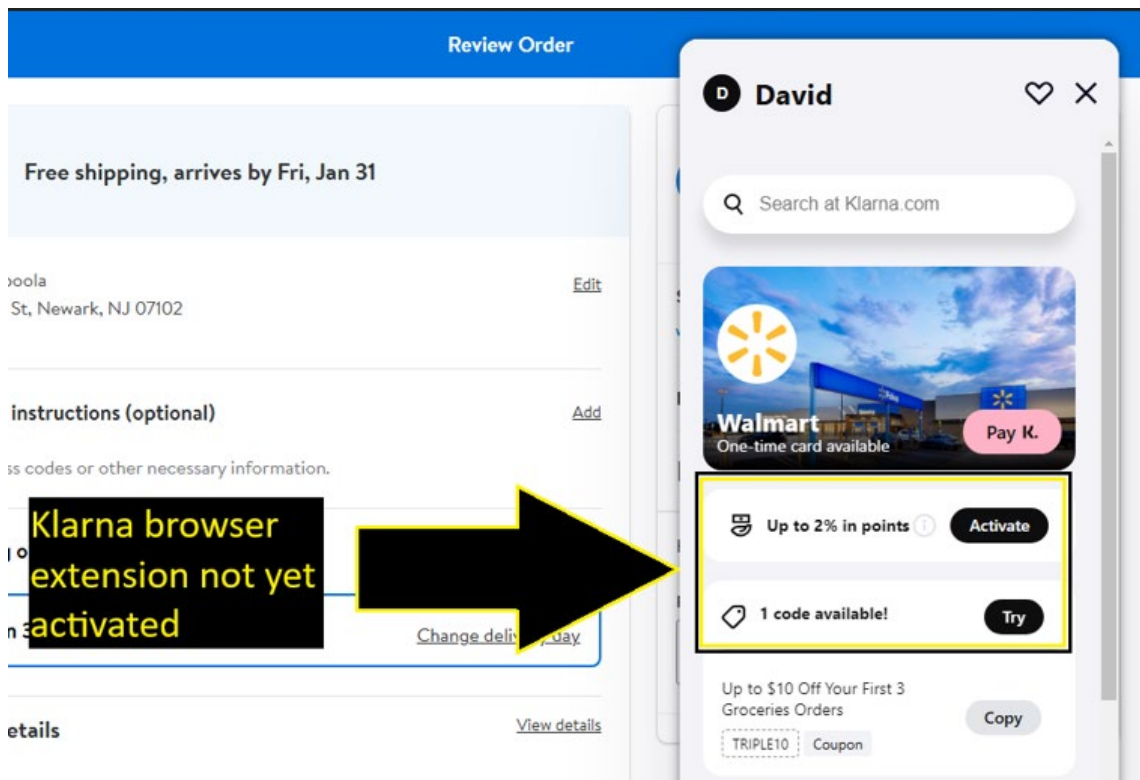 Review Order
Free shipping, arrives by Fri, Jan 31
poola
Edit
St, Newark, NJ 07102
instructions (optional)
Add
ss codes or other necessary information.
Klarna browser
extension not yet
activated
Change delivery day
etails
View details
D David
Search at Klarna.com
Walmart
One-time card available
Pay K.
Up to 2% in points
Activate
1 code available!
Try
Up to $10 Off Your First 3
Groceries Orders
Copy
TRIPLE10 Coupon